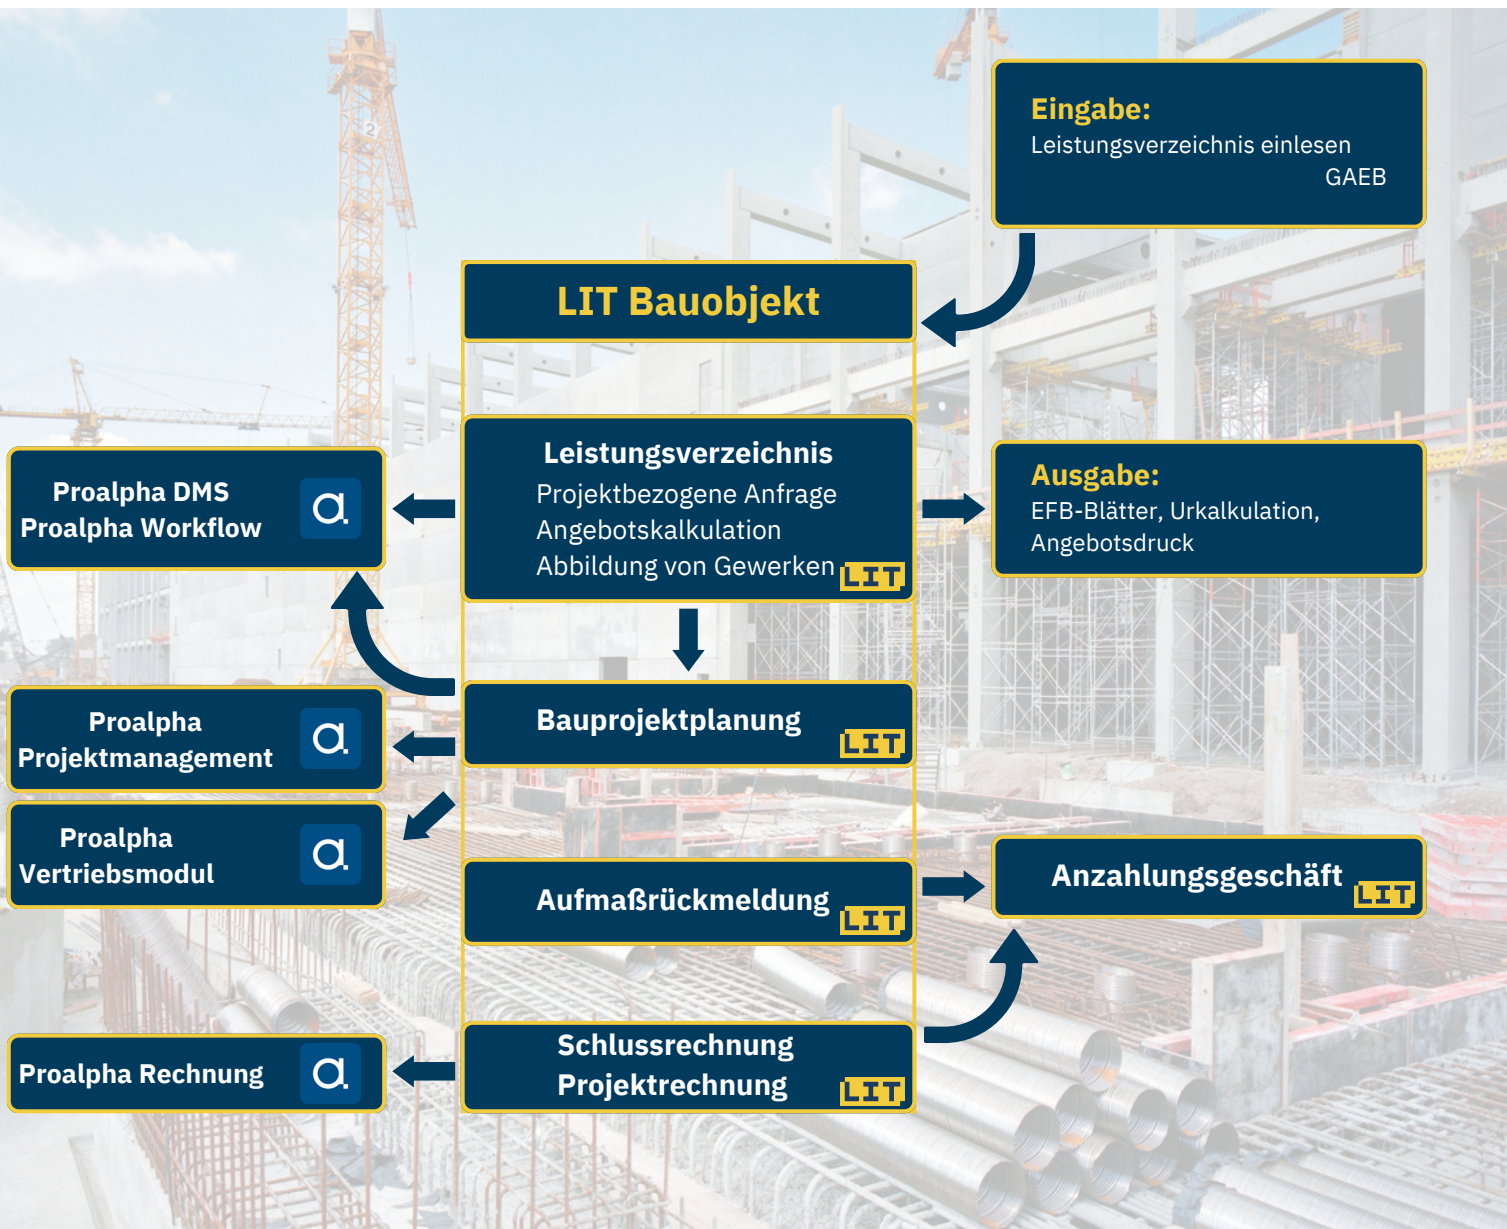 Eingabe:
Leistungsverzeichnis einlesen
GAEB
LIT Bauobjekt
Leistungsverzeichnis
Projektbezogene Anfrage
Angebotskalkulation
Abbildung von Gewerken
LIT
Proalpha DMS
Proalpha Workflow
a.
Ausgabe:
EFB-Blätter, Urkalkulation,
Angebotsdruck
Bauprojektplanung
LIT
Proalpha
Projektmanagement
a.
Proalpha
Vertriebsmodul
a.
Aufmaßrückmeldung
LIT
Anzahlungsgeschäft
LIT
Schlussrechnung
Projektrechnung
LIT
Proalpha Rechnung
a.
2